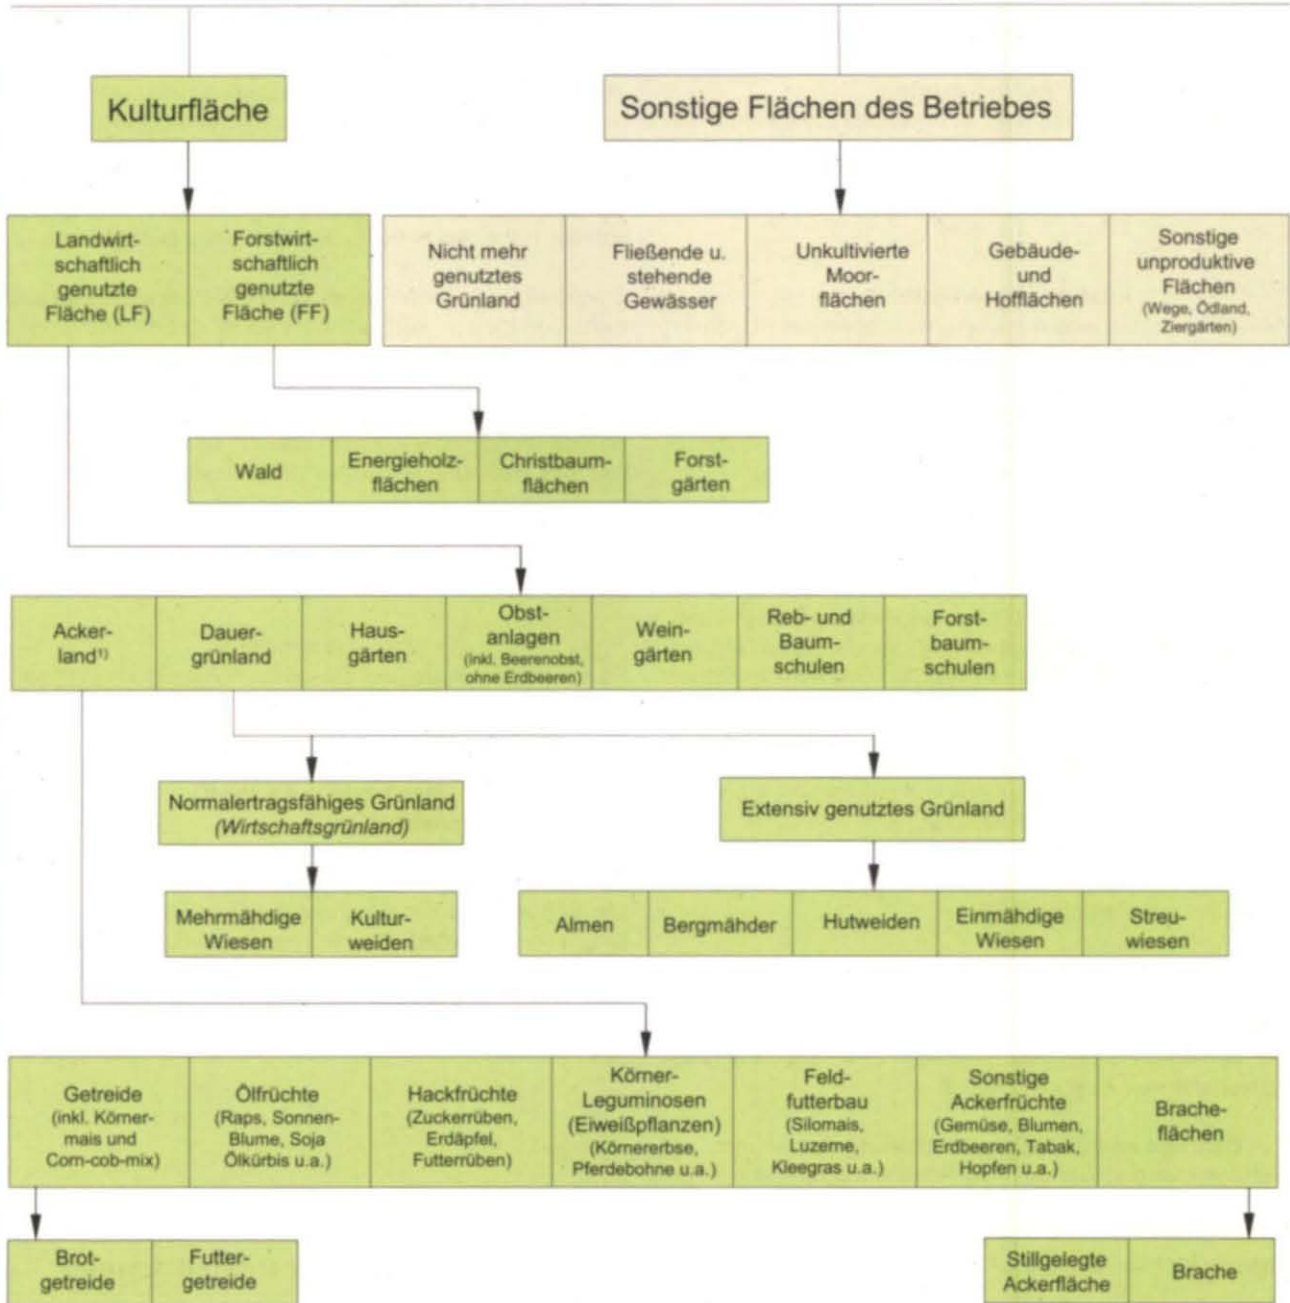 Kulturfläche
Sonstige Flächen des Betriebes
Landwirt-
schaftlich
genutzte
Fläche (LF)
Forstwirt-
schaftlich
genutzte
Fläche (FF)
Nicht mehr
genutztes
Grünland
Fließende u.
stehende
Gewässer
Unkultivierte
Moor-
flächen
Gebäude-
und
Hofflächen
Sonstige
unproduktive
Flächen
(Wege, Ödland,
Ziergärten)
Wald
Energieholz-
flächen
Christbaum-
flächen
Forst-
gärten
Acker-
land¹⁾
Dauer-
grünland
Haus-
gärten
Obst-
anlagen
(inkl. Beerenobst,
ohne Erdbeeren)
Wein-
gärten
Reb- und
Baum-
schulen
Forst-
baum-
schulen
Normalertragsfähiges Grünland
(Wirtschaftsgrünland)
Extensiv genutztes Grünland
Mehrmähdige
Wiesen
Kultur-
weiden
Almen
Bergmähder
Hutweiden
Einmähdige
Wiesen
Streu-
wiesen
Getreide
(inkl. Körner-
mais und
Corn-cob-mix)
Ölfrüchte
(Raps, Sonnen-
Blume, Soja
Ölkürbis u.a.)
Hackfrüchte
(Zuckerrüben,
Erdäpfel,
Futterrüben)
Körner-
Leguminosen
(Eiweißpflanzen)
(Körnererbse,
Pferdebohne u.a.)
Feld-
futterbau
(Silomais,
Luzerne,
Kleegras u.a.)
Sonstige
Ackerfrüchte
(Gemüse, Blumen,
Erdbeeren, Tabak,
Hopfen u.a.)
Brache-
flächen
Brot-
getreide
Futter-
getreide
Stillgelegte
Ackerfläche
Brache